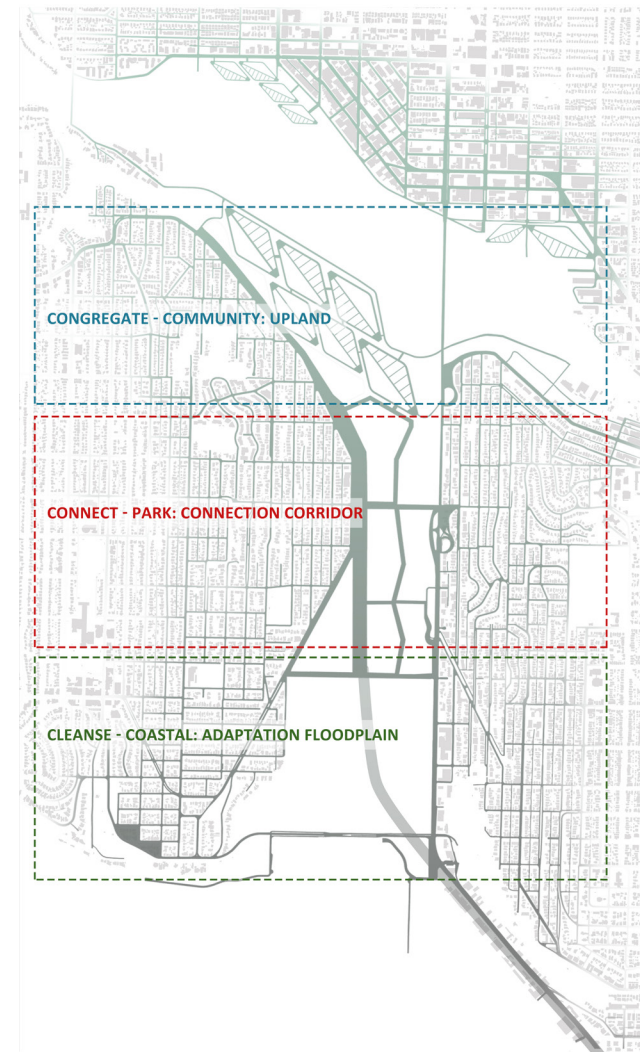 CONGREGATE - COMMUNITY: UPLAND
CONNECT - PARK: CONNECTION CORRIDOR
CLEANSE - COASTAL: ADAPTATION FLOODPLAIN